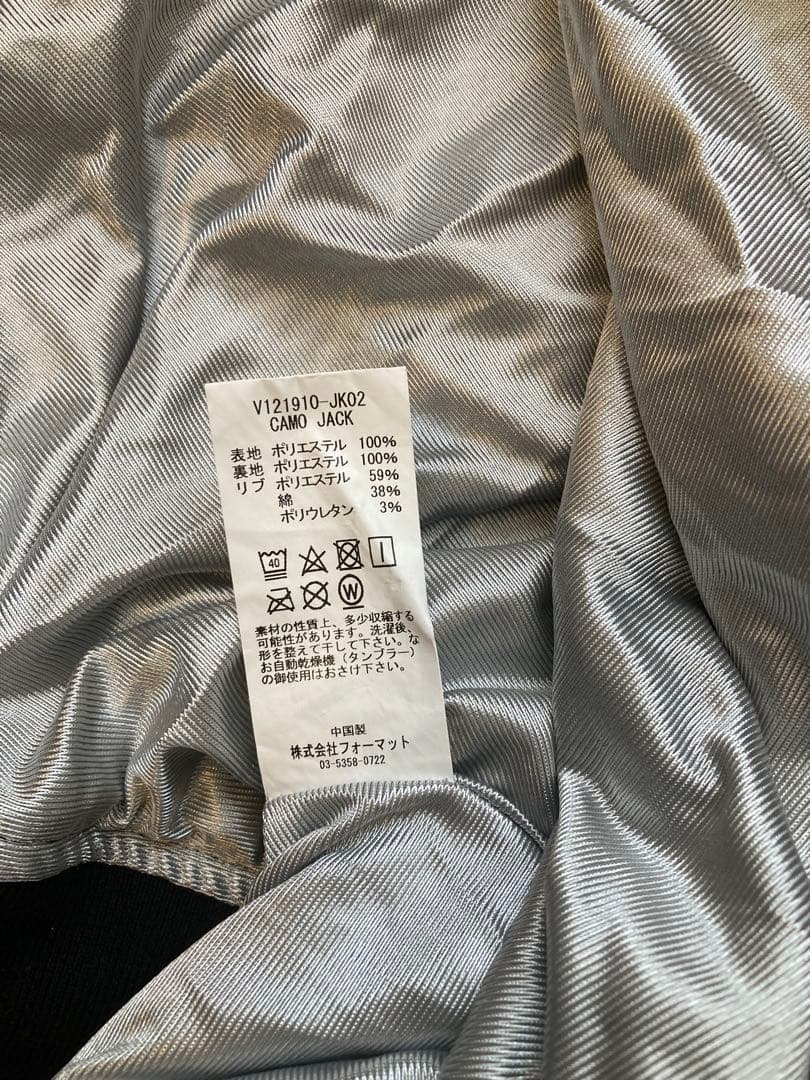 V121910-JK02
CAMO JACK
表地 ポリエステル 100%
裏地 ポリエステル 100%
リブ ポリエステル 59%
綿 38%
ポリウレタン 3%
40
W
素材の性質上、多少収縮する
可能性があります。洗濯後、
形を整えて干して下さい。な
お自動乾燥機(タンブラー)
の御使用はおさけ下さい。
中国製
株式会社フォーマット
03-5358-0722